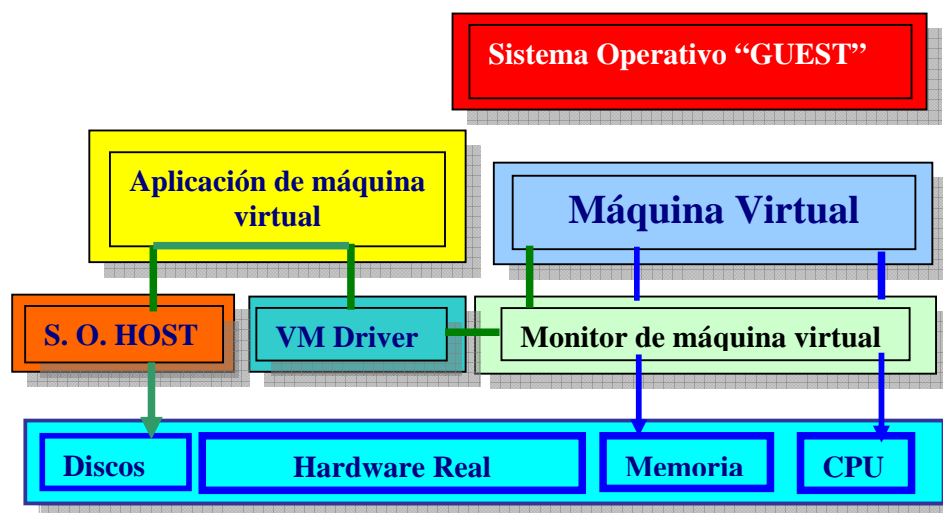 Sistema Operativo “GUEST”
Aplicación de máquina
virtual
Máquina Virtual
S. O. HOST
VM Driver
Monitor de máquina virtual
Discos
Hardware Real
Memoria
CPU